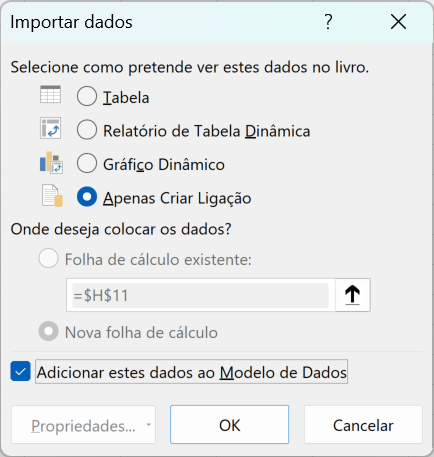 Importar dados
?
Selecione como pretende ver estes dados no livro.
Tabela
Relatório de Tabela Dinâmica
Gráfico Dinâmico
Apenas Criar Ligação
Onde deseja colocar os dados?
Folha de cálculo existente:
=$H$11
Nova folha de cálculo
Adicionar estes dados ao Modelo de Dados
Propriedades... OK Cancelar